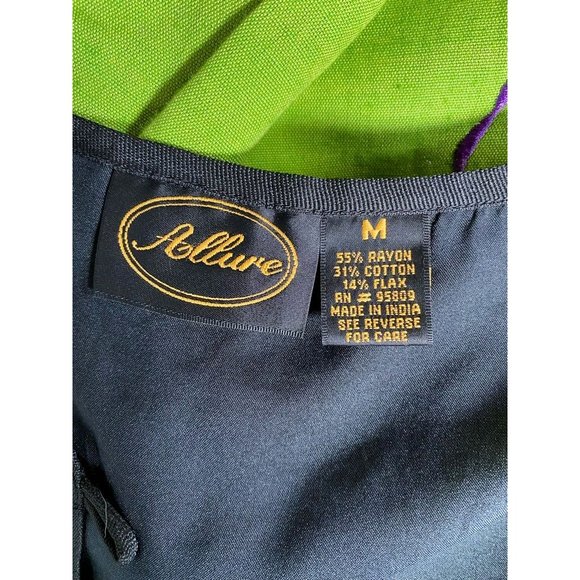 Allure
M
55% RAYON
31% COTTON
14% FLAX
RN # 95809
MADE IN INDIA
SEE REVERSE
FOR CARE